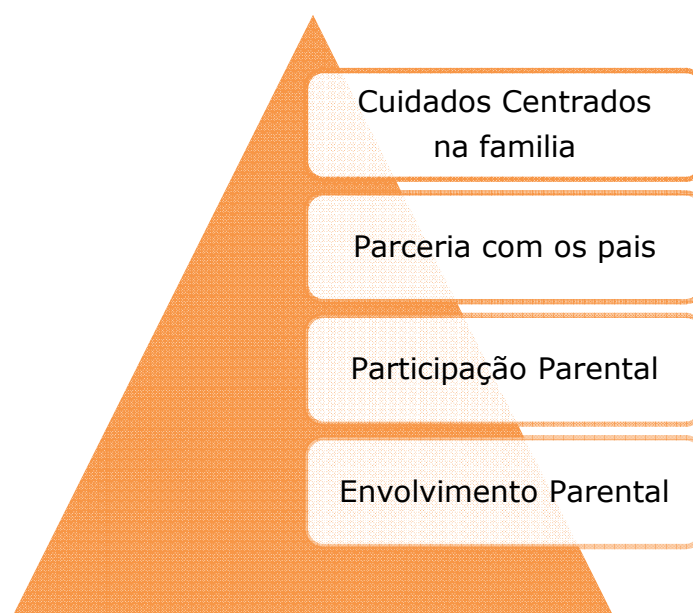 Cuidados Centrados
na familia
Parceria com os pais
Participação Parental
Envolvimento Parental